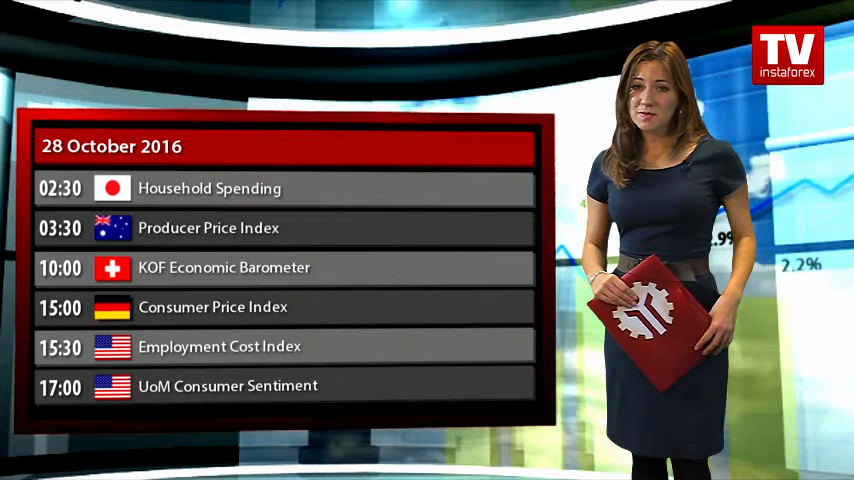 TV
instaforex
28 October 2016
02:30 Household Spending
03:30 Producer Price Index
10:00 KOF Economic Barometer
15:00 Consumer Price Index
15:30 Employment Cost Index
17:00 UoM Consumer Sentiment
2.2%